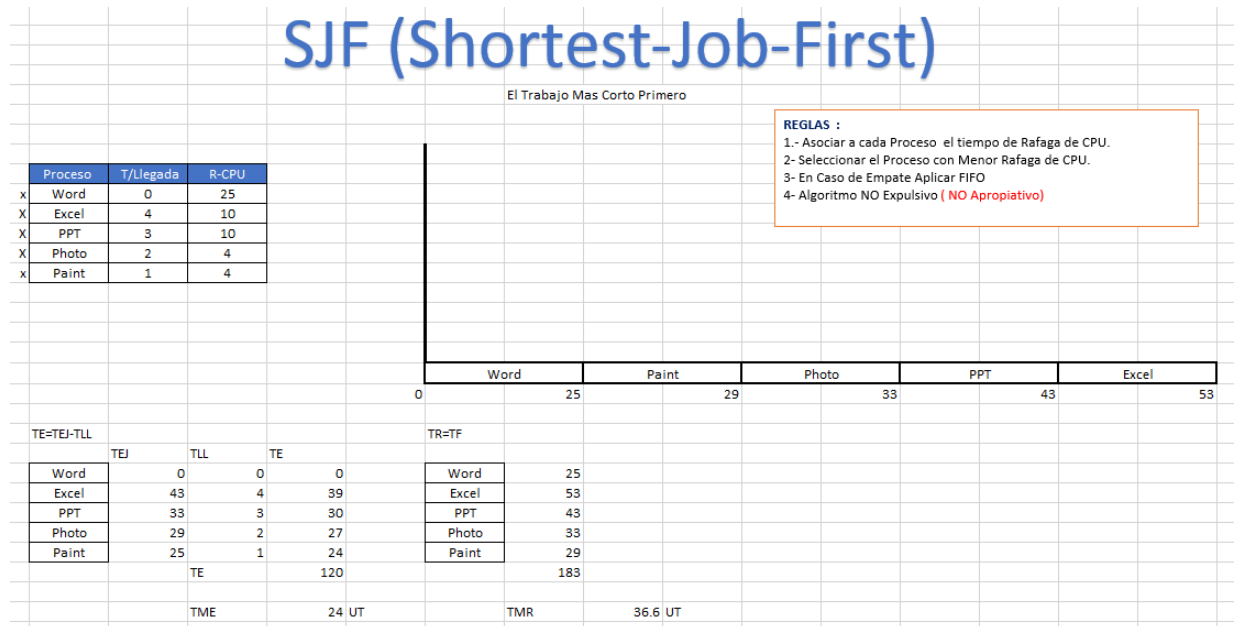 SJF (Shortest-Job-First)
El Trabajo Mas Corto Primero
REGLAS :
1.- Asociar a cada Proceso el tiempo de Rafaga de CPU.
2- Seleccionar el Proceso con Menor Rafaga de CPU.
3- En Caso de Empate Aplicar FIFO
4- Algoritmo NO Expulsivo ( NO Apropiativo)
Proceso T/Llegada R-CPU
x Word 0 25
X Excel 4 10
X PPT 3 10
X Photo 2 4
x Paint 1 4
Word Paint Photo PPT Excel
0 25 29 33 43 53
TE=TEJ-TLL
TEJ TLL TE
Word 0 0 0
Excel 43 4 39
PPT 33 3 30
Photo 29 2 27
Paint 25 1 24
TE 120
TME 24 UT
TR=TF
Word 25
Excel 53
PPT 43
Photo 33
Paint 29
183
TMR 36.6 UT